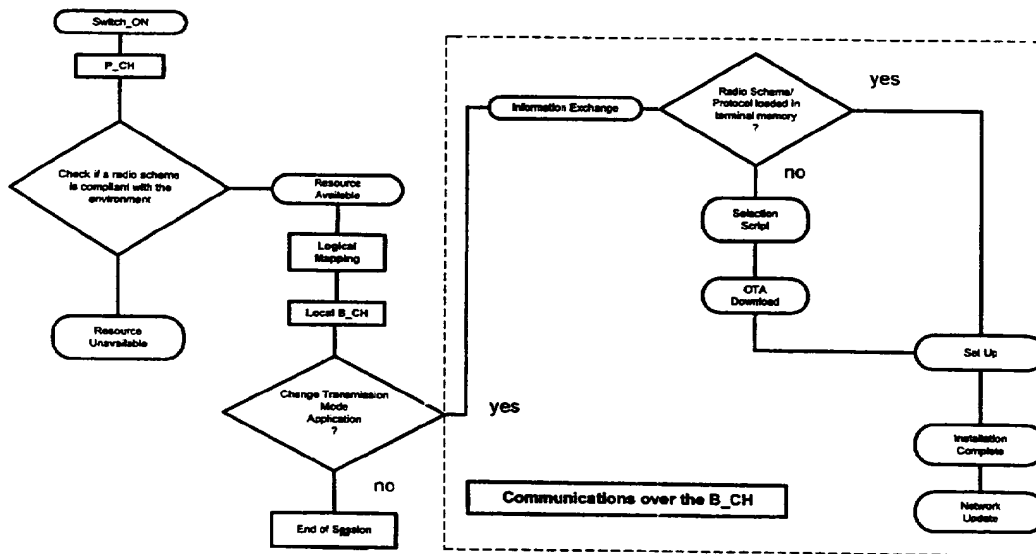 Switch_ON
P_CH
Check if a radio scheme
is compliant with the
environment
Resource
Unavailable
Resource
Available
Logical
Mapping
Local B_CH
Change Transmission
Mode
Application
?
no
End of Session
yes
Information Exchange
Radio Schema/
Protocol loaded in
terminal memory
?
yes
no
Selection
Script
OTA
Download
Set Up
Installation
Complete
Network
Update
Communications over the B_CH